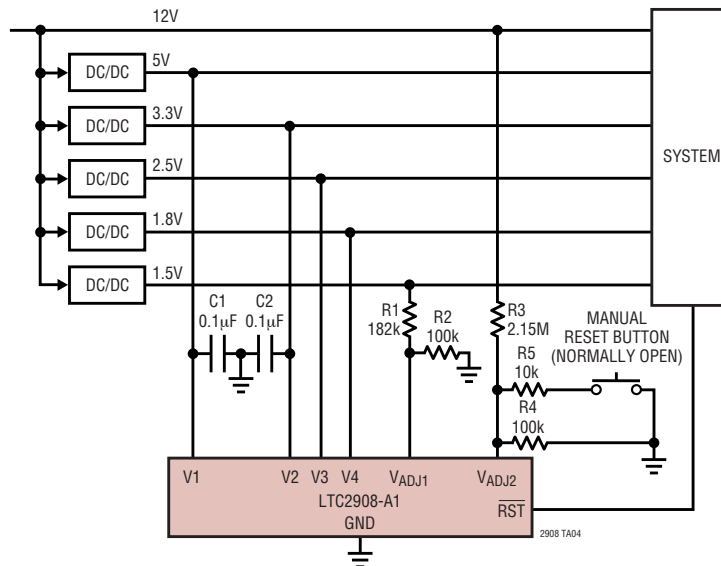 12V
DC/DC
5V
DC/DC
3.3V
DC/DC
2.5V
DC/DC
1.8V
DC/DC
1.5V
SYSTEM
C1
0.1μF
C2
0.1μF
R1
182k
R2
100k
R3
2.15M
MANUAL
RESET BUTTON
(NORMALLY OPEN)
R5
10k
R4
100k
V1
V2
V3
V4
VADJ1
VADJ2
LTC2908-A1
GND
RST
2908 TA04